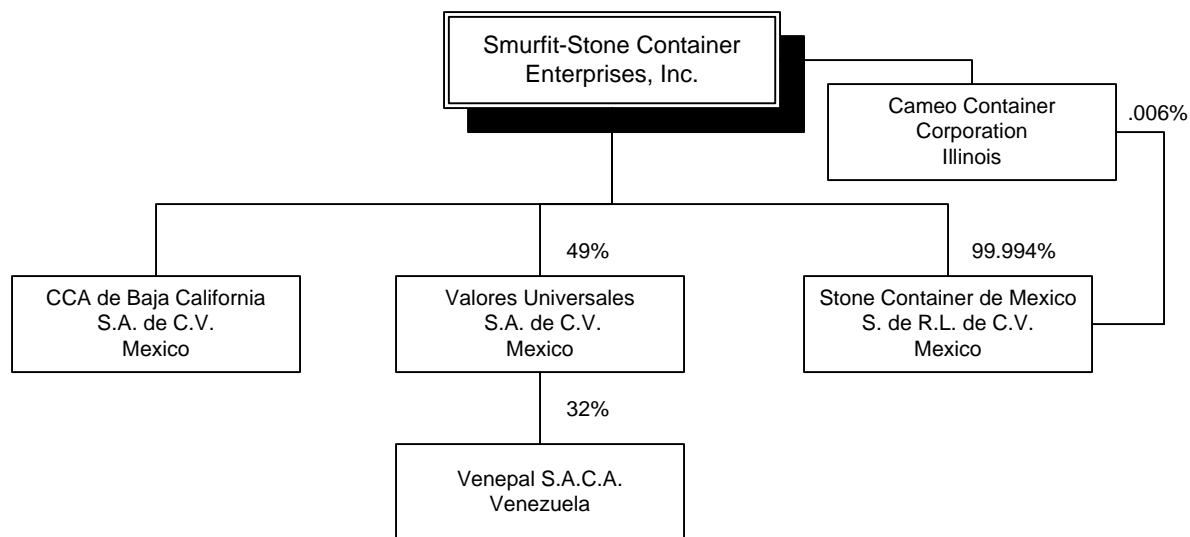 Smurfit-Stone Container
Enterprises, Inc.
Cameo Container
Corporation
Illinois
.006%
49%
99.994%
CCA de Baja California
S.A. de C.V.
Mexico
Valores Universales
S.A. de C.V.
Mexico
Stone Container de Mexico
S. de R.L. de C.V.
Mexico
32%
Venepal S.A.C.A.
Venezuela